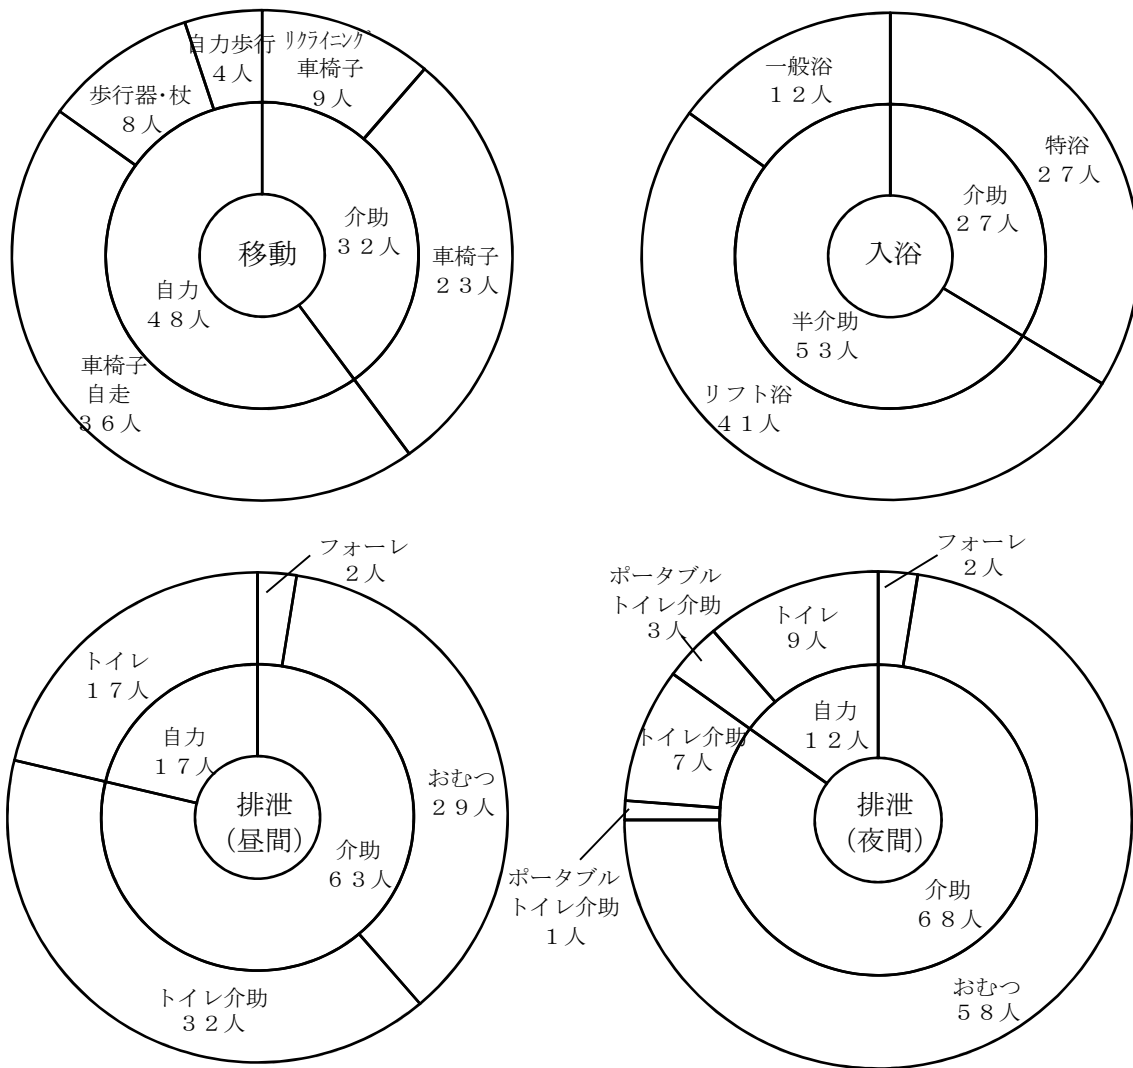 自力歩行
４人
ﾘｸﾗｲﾆﾝｸﾞ
車椅子
９人
歩行器・杖
８人
介助
３２人
移動
車椅子
２３人
自力
４８人
車椅子
自走
３６人
一般浴
１２人
特浴
２７人
介助
２７人
入浴
半介助
５３人
リフト浴
４１人
フォーレ
２人
トイレ
１７人
自力
１７人
おむつ
２９人
排泄
（昼間）
介助
６３人
トイレ介助
３２人
フォーレ
２人
ポータブル
トイレ介助
３人
トイレ
９人
自力
１２人
トイレ介助
７人
排泄
（夜間）
ポータブル
トイレ介助
１人
介助
６８人
おむつ
５８人